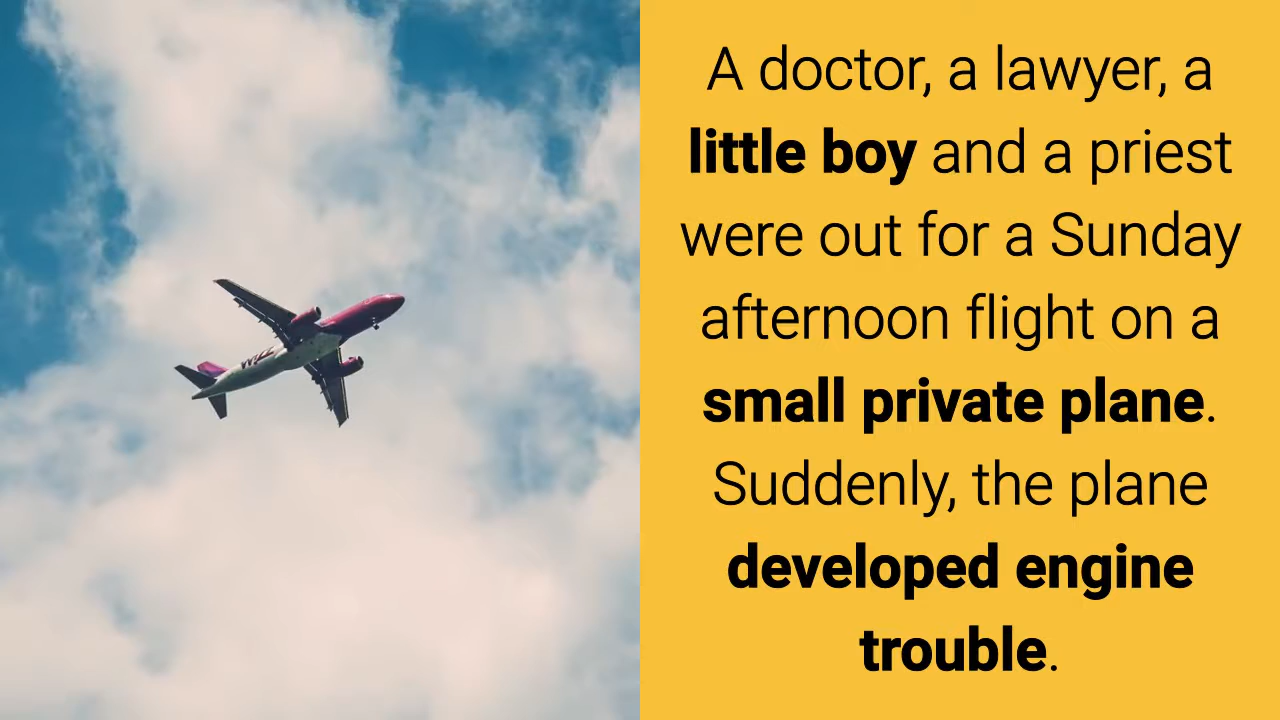 A doctor, a lawyer, a
little boy and a priest
were out for a Sunday
afternoon flight on a
small private plane.
Suddenly, the plane
developed engine
trouble.
WIZZ